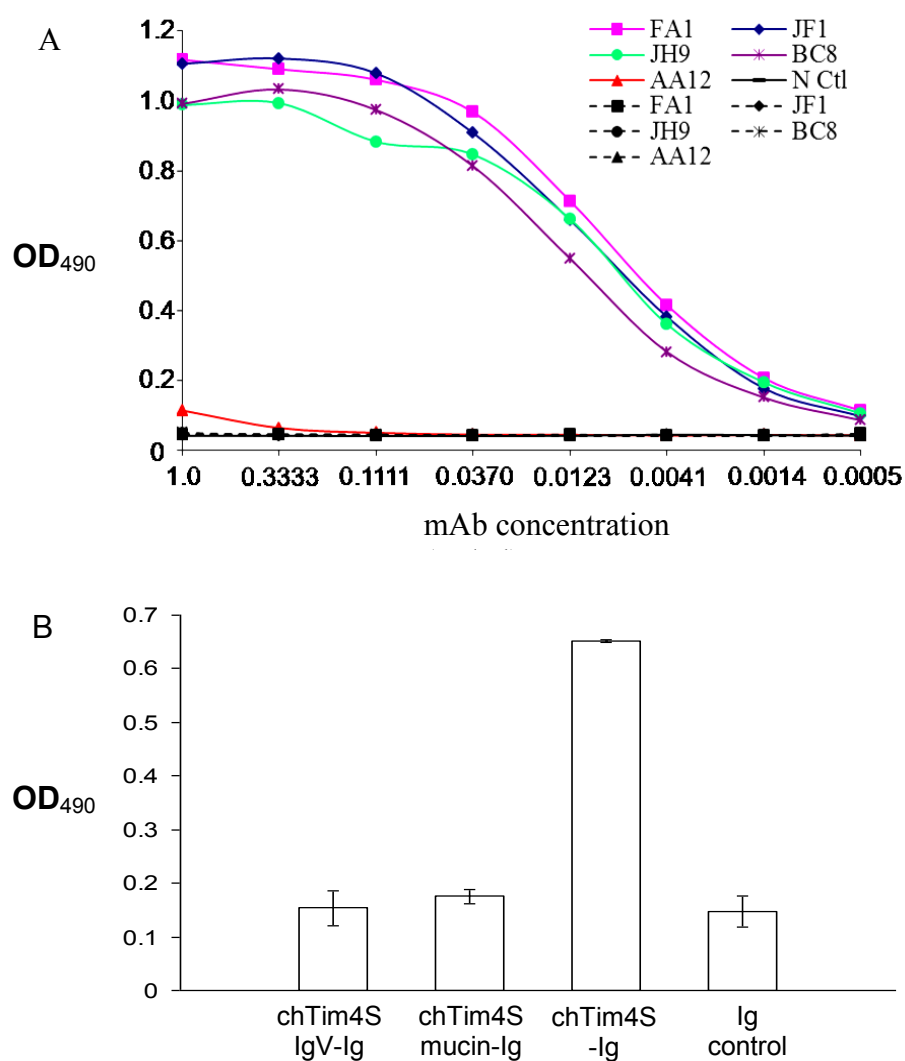 A
1.2
1.0
0.8
0.6
0.4
0.2
0
OD490
FA1 JF1
JH9 BC8
AA12 N Ctl
FA1 JF1
JH9 BC8
AA12
1.0 0.3333 0.1111 0.0370 0.0123 0.0041 0.0014 0.0005
mAb concentration
B
0.7
0.6
0.5
0.4
0.3
0.2
0.1
0
OD490
chTim4S chTim4S chTim4S Ig
IgV-Ig mucin-Ig -Ig control